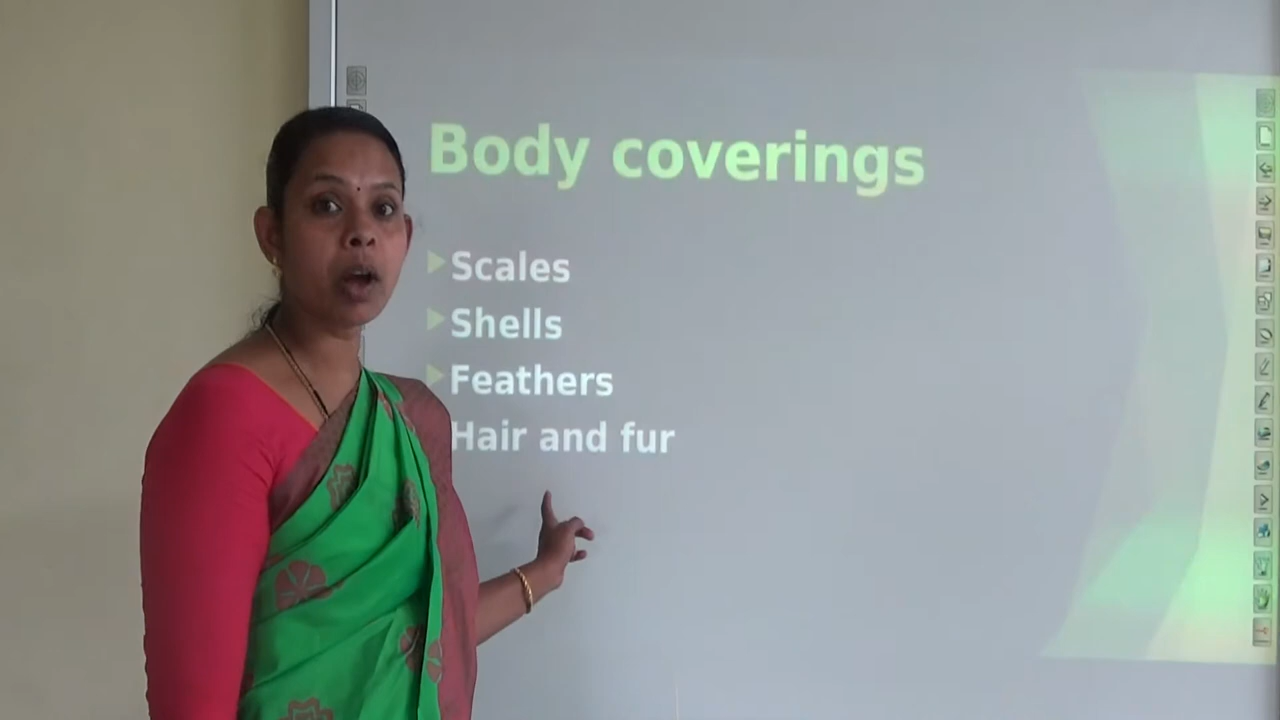 Body coverings
Scales
Shells
Feathers
Hair and fur